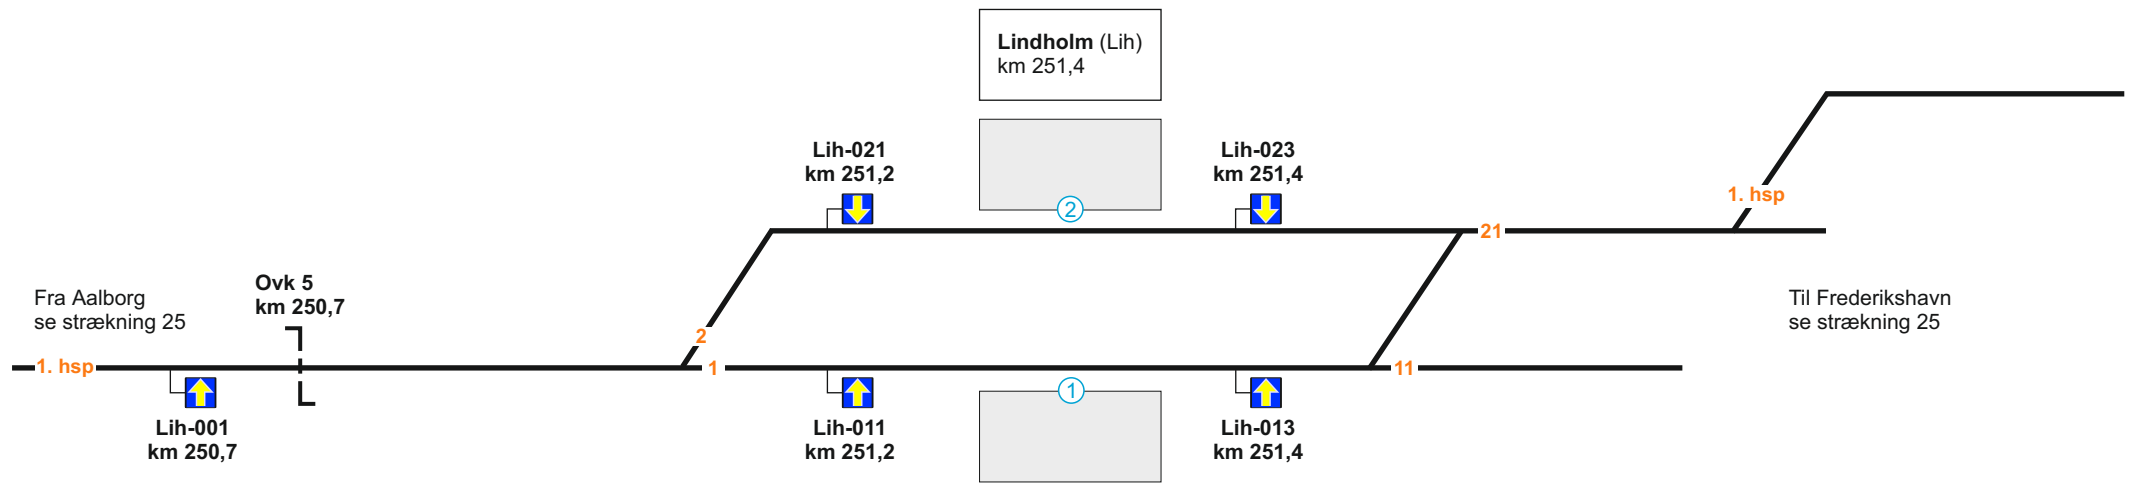 Lindholm (Lih)
km 251,4
Lih-021
km 251,2
Lih-023
km 251,4
1. hsp
2
21
Fra Aalborg
se strækning 25
Ovk 5
km 250,7
Til Frederikshavn
se strækning 25
2
1. hsp
1
11
1
Lih-001
km 250,7
Lih-011
km 251,2
Lih-013
km 251,4